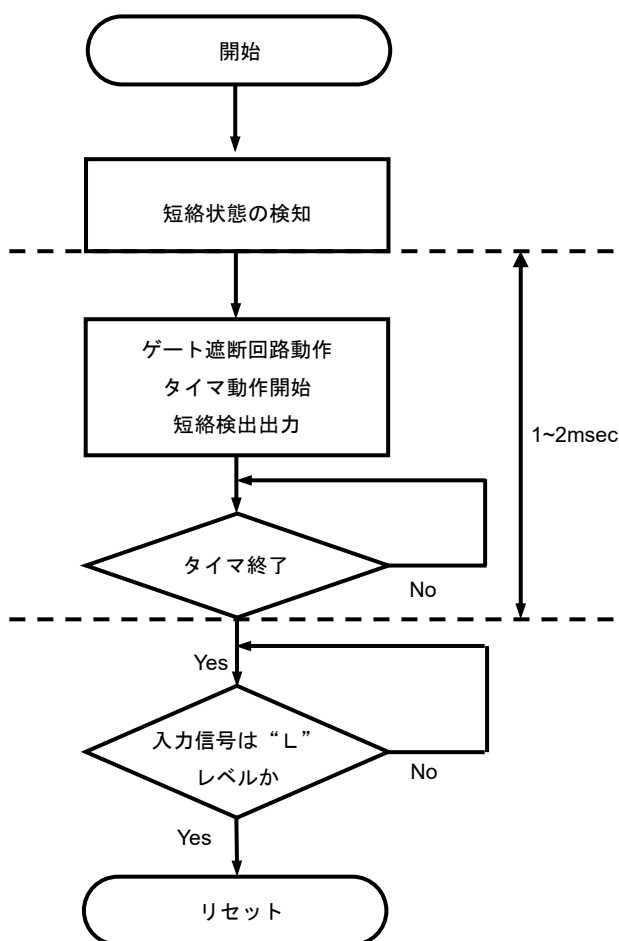 開始
短絡状態の検知
ゲート遮断回路動作
タイマ動作開始
短絡検出出力
1~2msec
タイマ終了
No
Yes
入力信号は“L”
レベルか
No
Yes
リセット